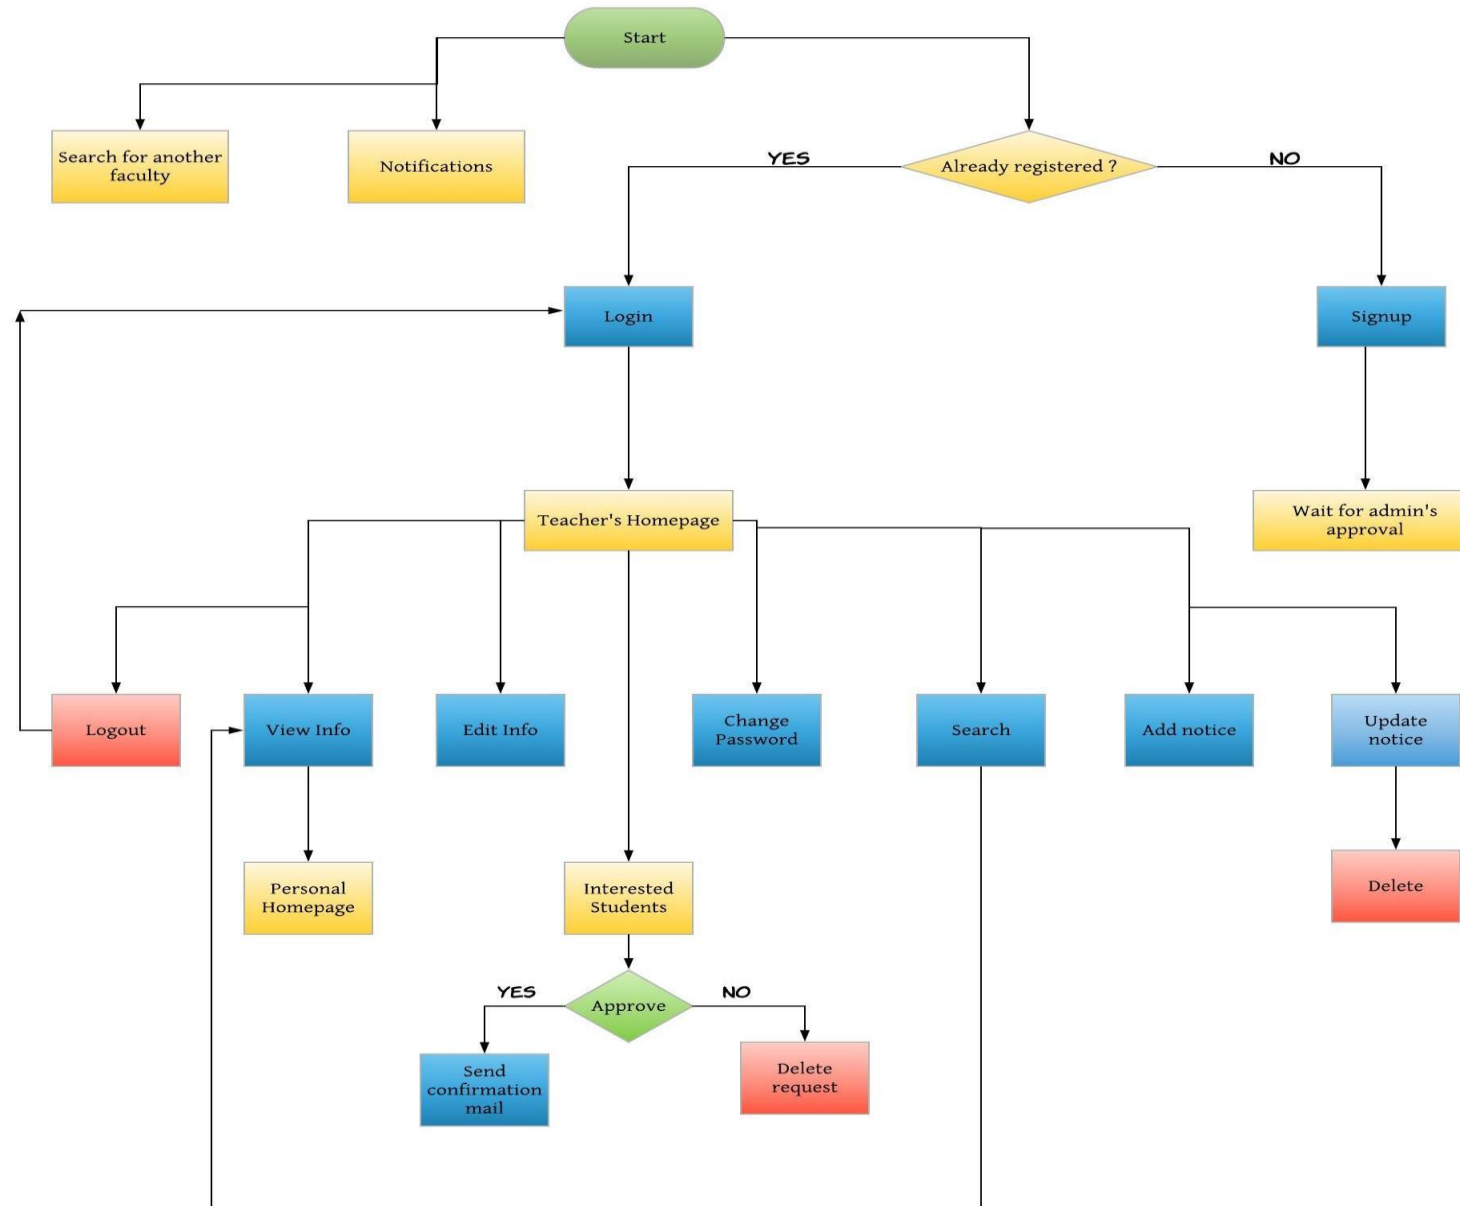 Start
Search for another
faculty
Notifications
YES
Already registered ?
NO
Login
Signup
Teacher's Homepage
Wait for admin's
approval
Logout
View Info
Edit Info
Change
Password
Search
Add notice
Update
notice
Personal
Homepage
Interested
Students
Delete
YES
Approve
NO
Send
confirmation
mail
Delete
request